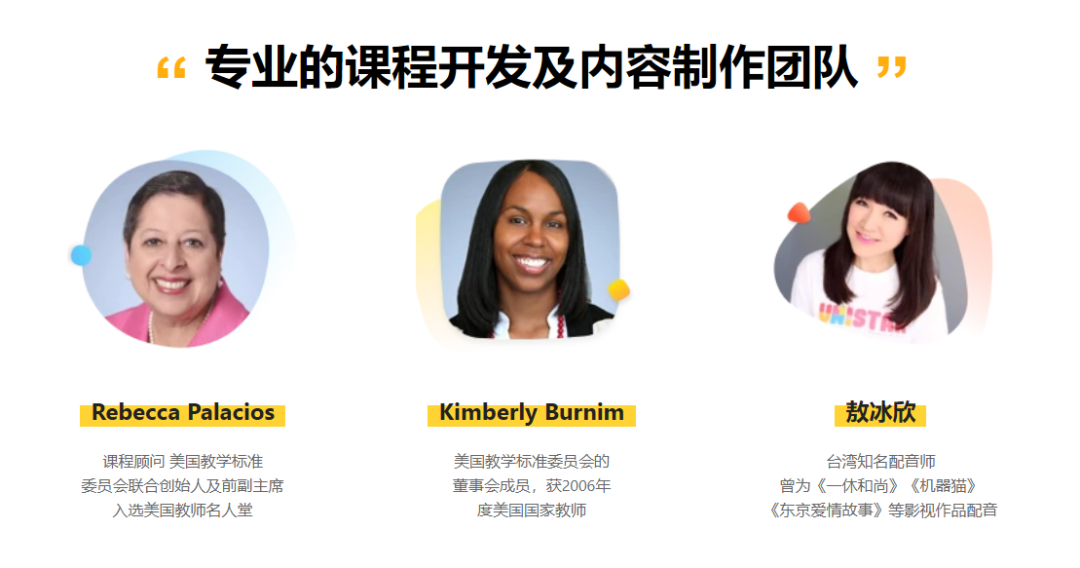 “ 专业的课程开发及内容制作团队 ”
UNISTAR
Rebecca Palacios
Kimberly Burnim
敖冰欣
课程顾问 美国教学标准
委员会联合创始人及前副主席
入选美国教师名人堂
美国教学标准委员会的
董事会成员，获2006年
度美国国家教师
台湾知名配音师
曾为《一休和尚》《机器猫》
《东京爱情故事》等影视作品配音